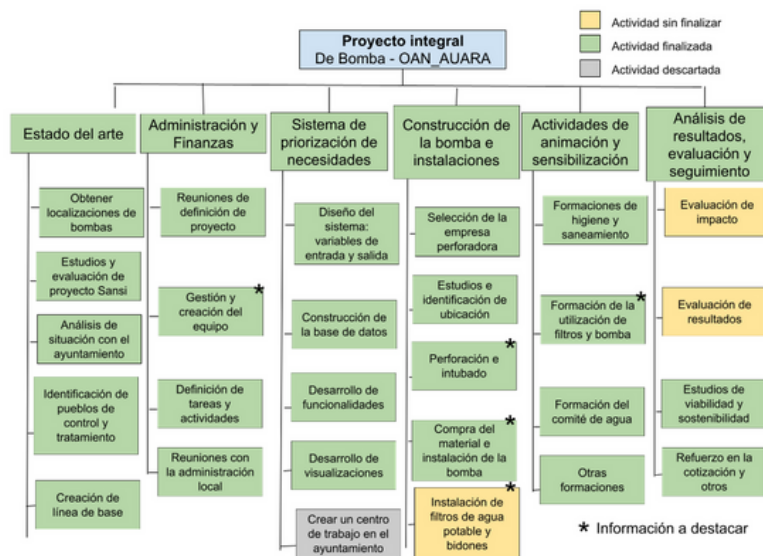 Proyecto integral
De Bomba - OAN_AUARA
Actividad sin finalizar
Actividad finalizada
Actividad descartada
Estado del arte
Obtener
localizaciones de
bombas
Estudios y
evaluación de
proyecto Sansi
Análisis de
situación con el
ayuntamiento
Identificación de
pueblos de
control y
tratamiento
Creación de
línea de base
Administración y
Finanzas
Reuniones de
definición de
proyecto
*
Gestión y
creación del
equipo
Definición de
tareas y
actividades
Reuniones con
la administración
local
Sistema de
priorización de
necesidades
Diseño del
sistema:
variables de
entrada y salida
Construcción de
la base de datos
Desarrollo de
funcionalidades
Desarrollo de
visualizaciones
Crear un centro
de trabajo en el
ayuntamiento
Construcción de
la bomba e
instalaciones
Selección de la
empresa
perforadora
Estudios e
identificación de
ubicación
*
Perforación e
intubado
*
Compra del
material e
instalación de la
bomba
*
Instalación de
filtros de agua
potable y
bidones
Actividades de
animación y
sensibilización
Formaciones de
higiene y
saneamiento
*
Formación de la
utilización de
filtros y bomba
Formación del
comité de agua
Otras
formaciones
Análisis de
resultados,
evaluación y
seguimiento
Evaluación de
impacto
Evaluación de
resultados
Estudios de
viabilidad y
sostenibilidad
Refuerzo en la
cotización y
otros
* Información a destacar